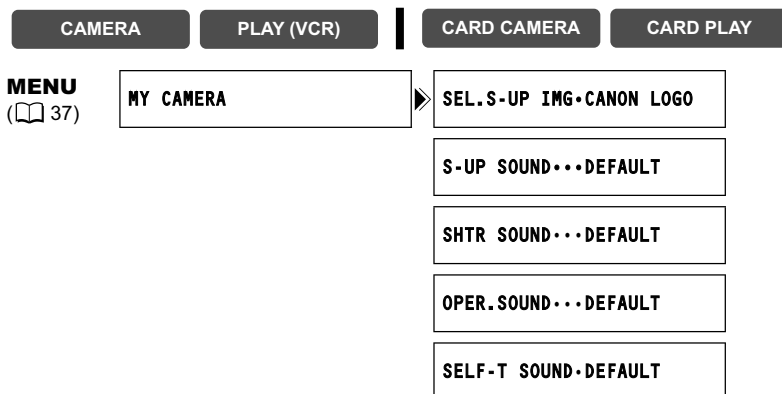 CAMERA PLAY (VCR) CARD CAMERA CARD PLAY
MENU MY CAMERA SEL.S-UP IMG•CANON LOGO
( 37)
S-UP SOUND•••DEFAULT
SHTR SOUND•••DEFAULT
OPER.SOUND•••DEFAULT
SELF-T SOUND•DEFAULT